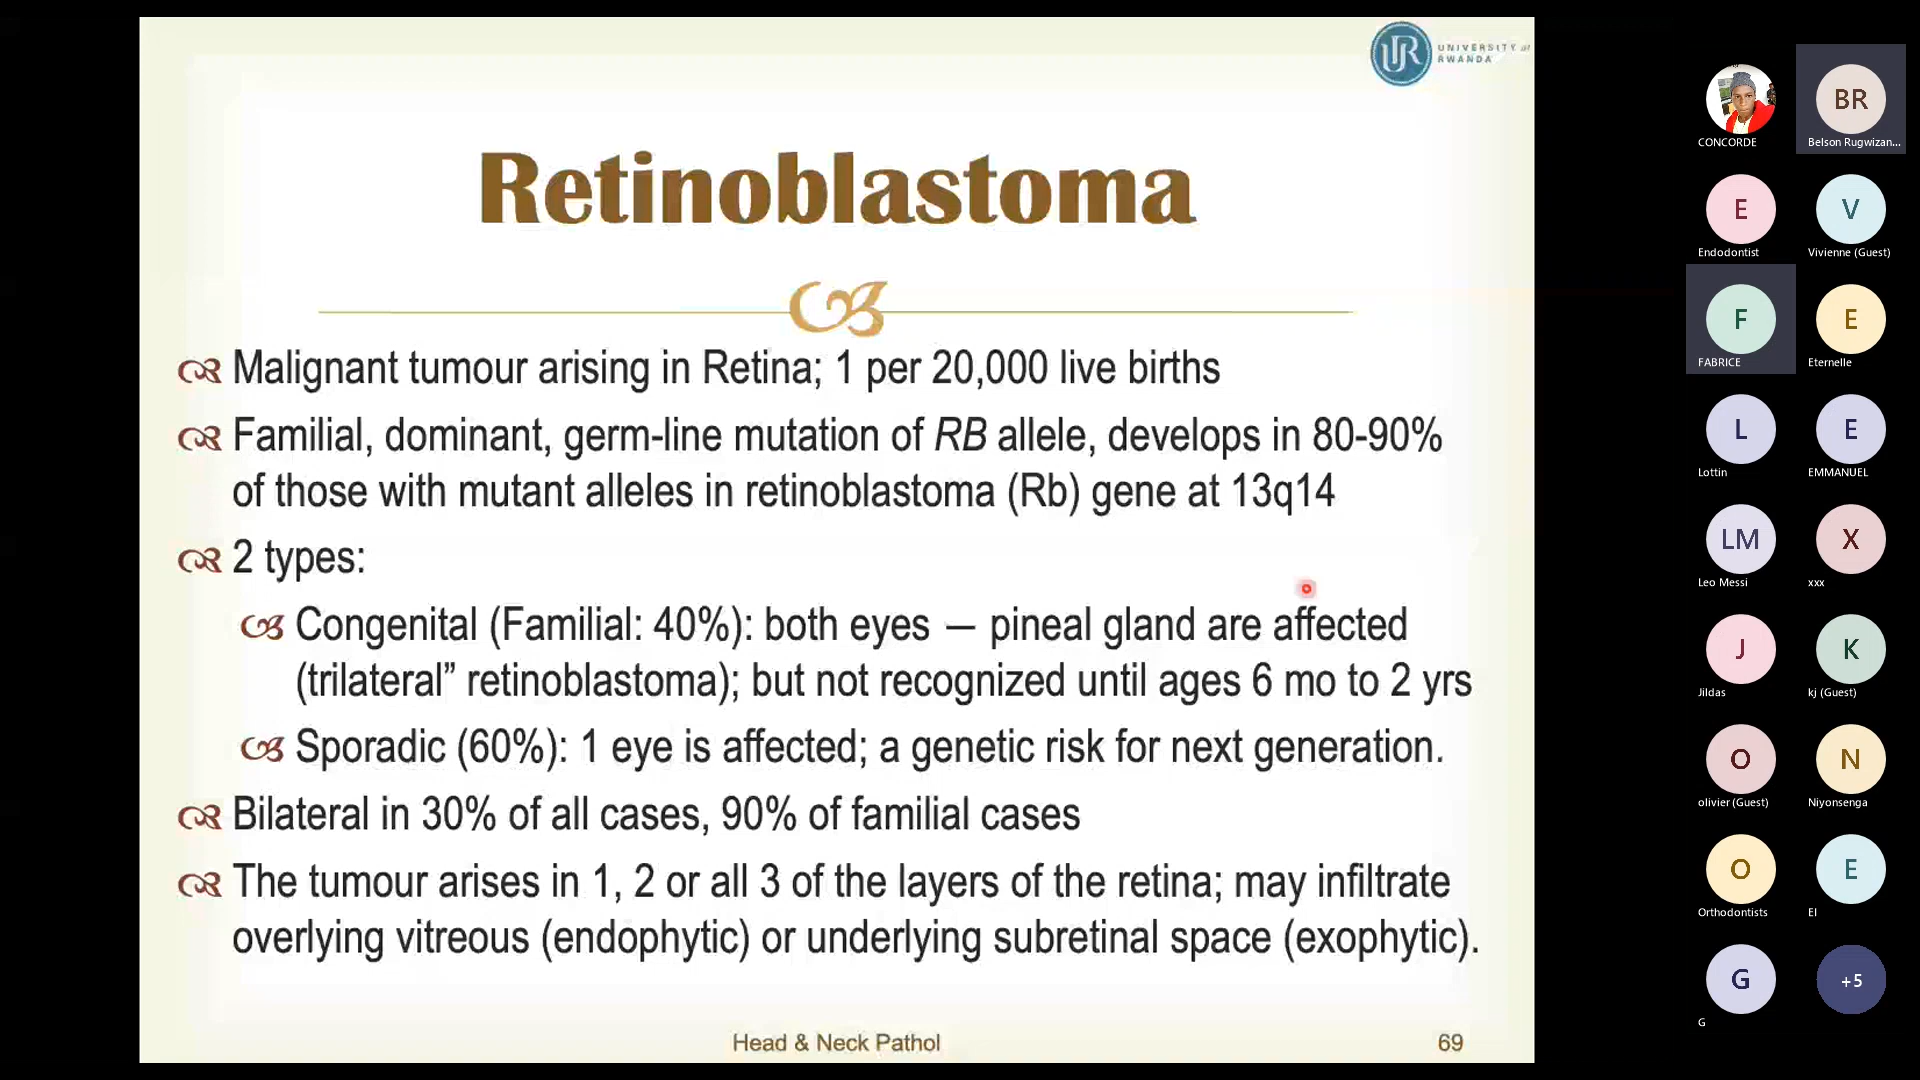 UNIVERSITY of
RWANDA
Retinoblastoma
Malignant tumour arising in Retina; 1 per 20,000 live births
Familial, dominant, germ-line mutation of RB allele, develops in 80-90%
of those with mutant alleles in retinoblastoma (Rb) gene at 13q14
2 types:
Congenital (Familial: 40%): both eyes — pineal gland are affected
(trilateral” retinoblastoma); but not recognized until ages 6 mo to 2 yrs
Sporadic (60%): 1 eye is affected; a genetic risk for next generation.
Bilateral in 30% of all cases, 90% of familial cases
The tumour arises in 1, 2 or all 3 of the layers of the retina; may infiltrate
overlying vitreous (endophytic) or underlying subretinal space (exophytic).
Head & Neck Pathol
69
CONCORDE
BR
Belson Rugwizan...
E
Endodontist
V
Vivienne (Guest)
F
FABRICE
E
Eternelle
L
Lottin
E
EMMANUEL
LM
Leo Messi
X
xxx
J
Jildas
K
kj (Guest)
O
olivier (Guest)
N
Niyonsenga
O
Orthodontists
E
El
G
G
+5